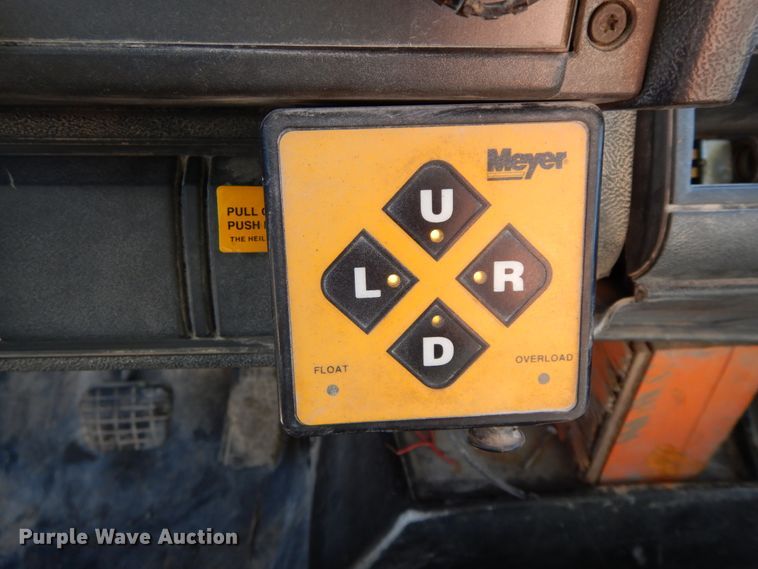 Meyer
U
PULL
PUSH
THE HEIL
L
R
D
FLOAT
OVERLOAD
Purple Wave Auction